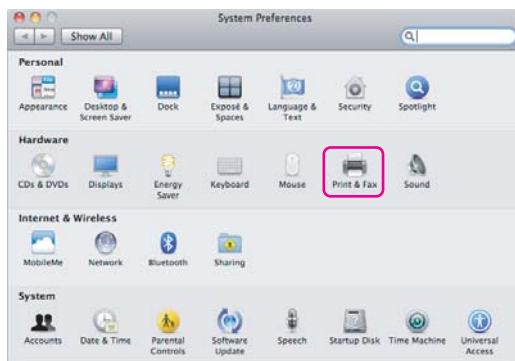 System Preferences
Show All
Personal
Appearance
Desktop &
Screen Saver
Dock
Exposé &
Spaces
Language &
Text
Security
Spotlight
Hardware
CDs & DVDs
Displays
Energy
Saver
Keyboard
Mouse
Print & Fax
Sound
Internet & Wireless
MobileMe
Network
Bluetooth
Sharing
System
Accounts
Date & Time
Parental
Controls
Software
Update
Speech
Startup Disk
Time Machine
Universal
Access